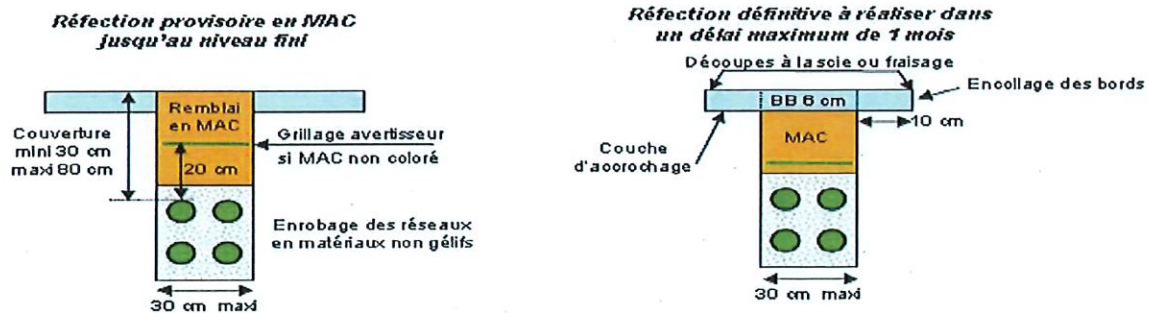 Réfection provisoire en MAC
jusqu'au niveau fini
Remblai
en MAC
Couverture
mini 30 cm
maxi 80 cm
20 cm
Grillage avertisseur
si MAC non coloré
Enrobage des réseaux
en matériaux non gélifs
30 cm maxi
Réfection définitive à réaliser dans
un délai maximum de 1 mois
Découpes à la scie ou fraisage
BB 6 cm
Encollage des bords
10 cm
MAC
Couche
d'accrochage
30 cm maxi